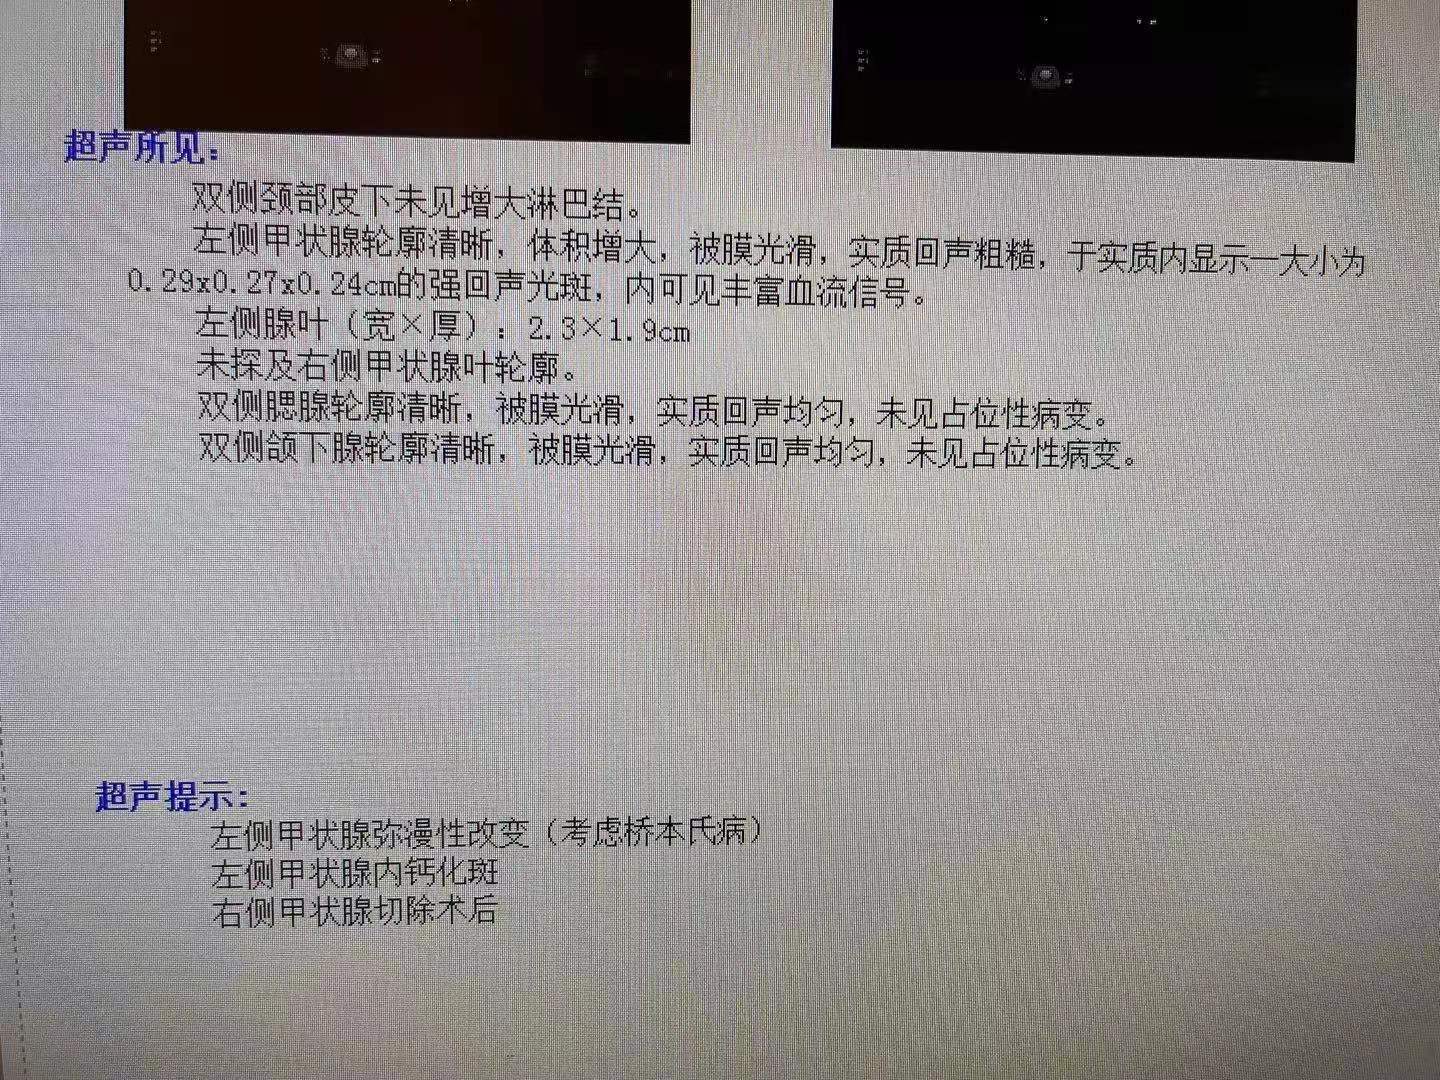 超声所见:
双侧颈部皮下未见增大淋巴结。
左侧甲状腺轮廓清晰，体积增大，被膜光滑，实质回声粗糙，于实质内显示一大小为
0.29x0.27x0.24cm的强回声光斑，内可见丰富血流信号。
左侧腺叶（宽×厚）：2.3×1.9cm
未探及右侧甲状腺叶轮廓。
双侧腮腺轮廓清晰，被膜光滑，实质回声均匀，未见占位性病变。
双侧颌下腺轮廓清晰，被膜光滑，实质回声均匀，未见占位性病变。
超声提示:
左侧甲状腺弥漫性改变（考虑桥本氏病）
左侧甲状腺内钙化斑
右侧甲状腺切除术后